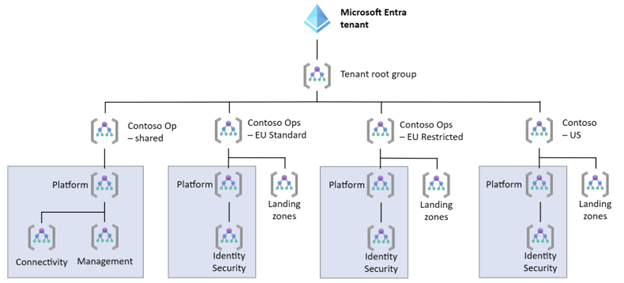 Microsoft Entra
tenant
Tenant root group
Contoso Op
– shared
Contoso Ops
– EU Standard
Contoso Ops
– EU Restricted
Contoso
– US
Platform
Connectivity
Management
Platform
Landing
zones
Identity
Security
Platform
Landing
zones
Identity
Security
Platform
Landing
zones
Identity
Security